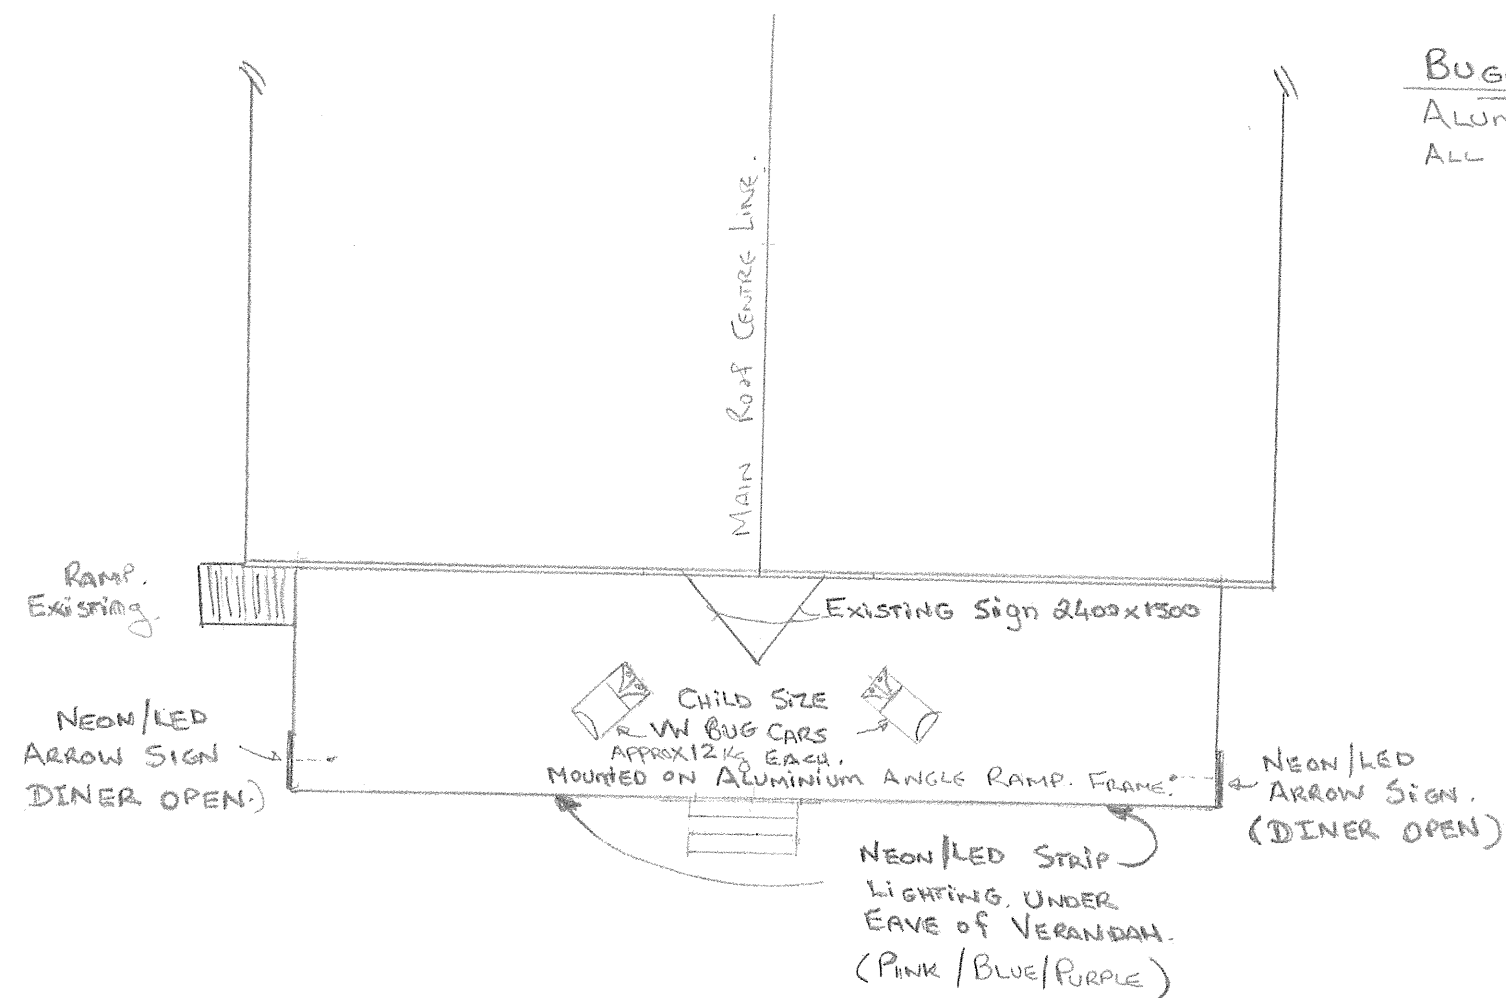 BUG
ALUM
ALL
MAIN ROOF CENTRE LINE.
RAMP.
Existing.
EXISTING Sign 2400x1500
CHILD SIZE
VW BUG CARS
APPROX 12 Kg EACH.
MOUNTED ON ALUMINIUM ANGLE RAMP. FRAME.
NEON/LED
ARROW SIGN
DINER OPEN.)
NEON/LED
ARROW SIGN.
(DINER OPEN)
NEON/LED STRIP
LIGHTING. UNDER
EAVE of VERANDAH.
(PINK / BLUE/PURPLE)